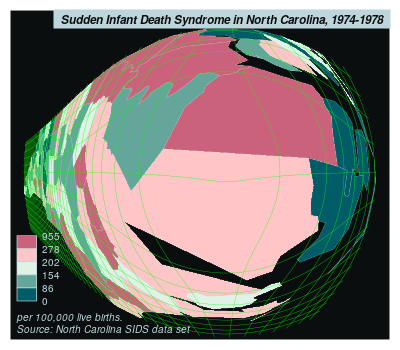 Sudden Infant Death Syndrome in North Carolina, 1974-1978
955
278
202
154
86
0
per 100,000 live births.
Source: North Carolina SIDS data set